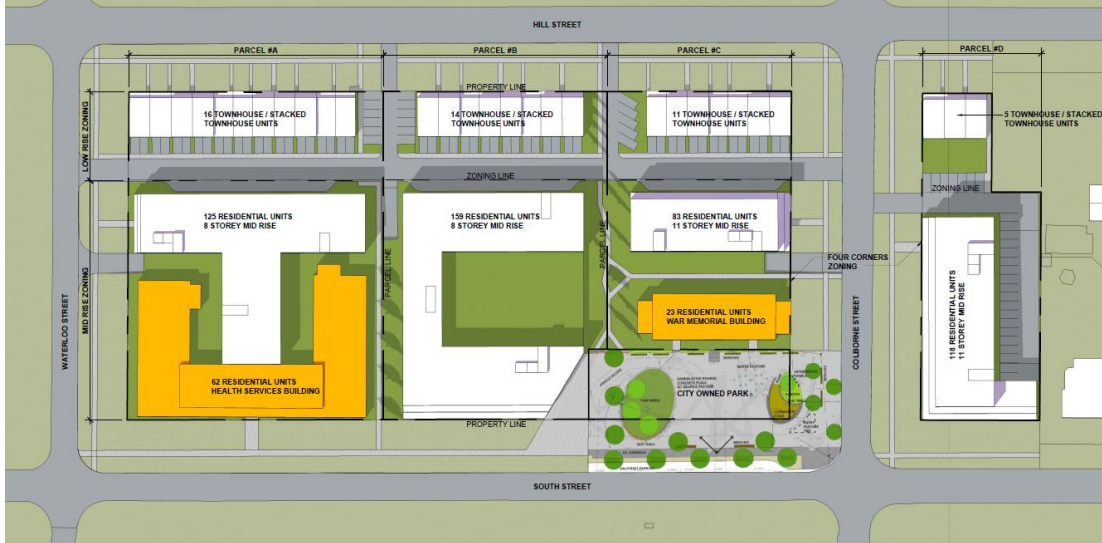 HILL STREET
PARCEL #A
PARCEL #B
PARCEL #C
PARCEL #D
PROPERTY LINE
LOW RISE ZONING
16 TOWNHOUSE / STACKED
TOWNHOUSE UNITS
14 TOWNHOUSE / STACKED
TOWNHOUSE UNITS
11 TOWNHOUSE / STACKED
TOWNHOUSE UNITS
5 TOWNHOUSE / STACKED
TOWNHOUSE UNITS
ZONING LINE
ZONING LINE
125 RESIDENTIAL UNITS
8 STOREY MID RISE
159 RESIDENTIAL UNITS
8 STOREY MID RISE
83 RESIDENTIAL UNITS
11 STOREY MID RISE
PARCEL LINE
PARCEL LINE
FOUR CORNERS
ZONING
WATERLOO STREET
MID RISE ZONING
COLBORNE STREET
118 RESIDENTIAL UNITS
11 STOREY MID RISE
23 RESIDENTIAL UNITS
WAR MEMORIAL BUILDING
62 RESIDENTIAL UNITS
HEALTH SERVICES BUILDING
CITY OWNED PARK
PROPERTY LINE
SOUTH STREET